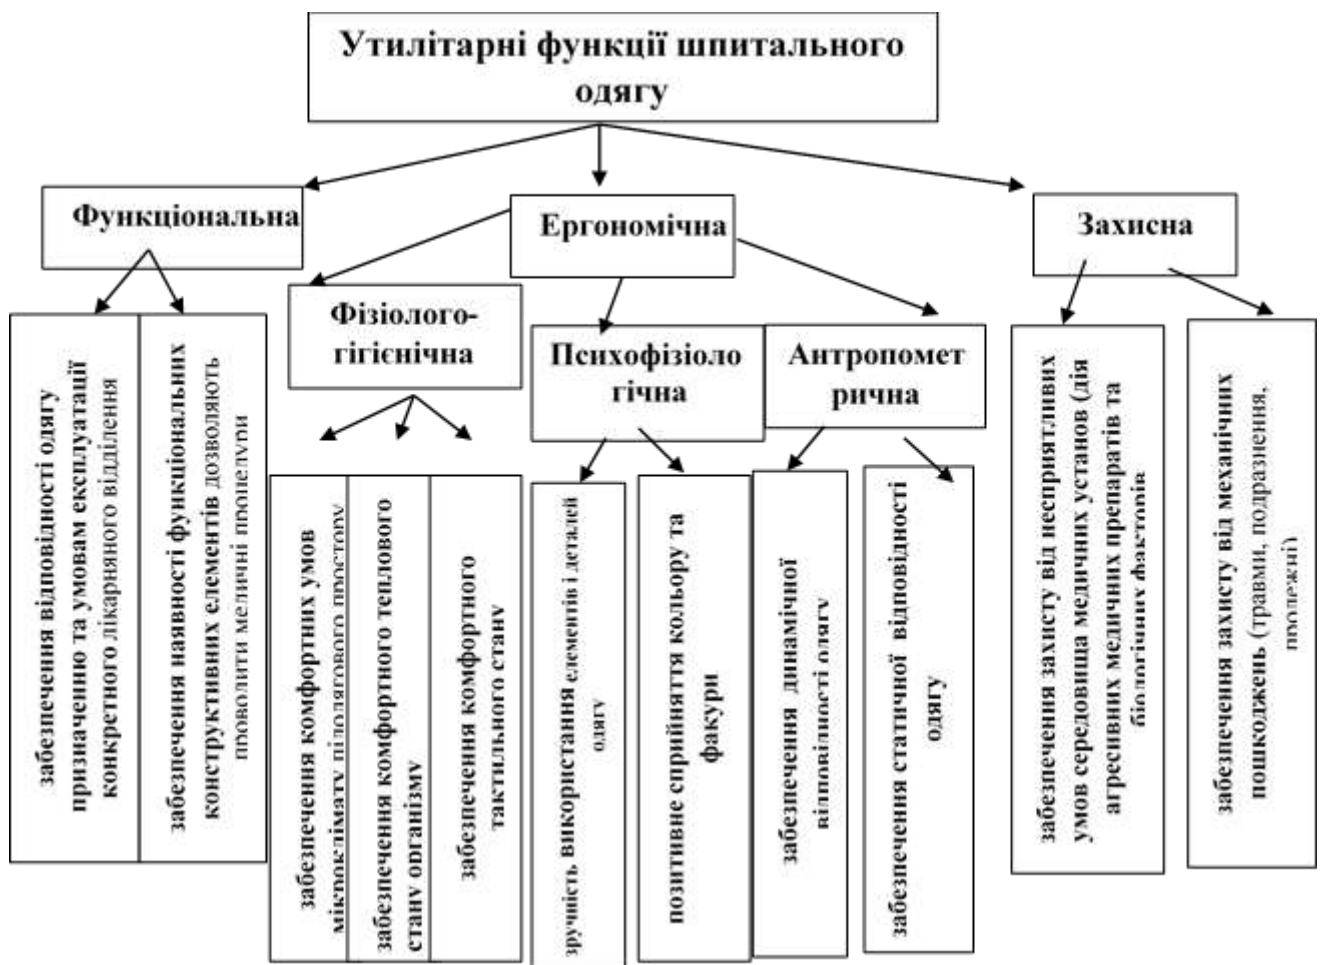 Утилітарні функції шпитального
одягу
Функціональна
Ергономічна
Захисна
Фізіолого-
гігієнічна
Психофізіоло
гічна
Антропомет
рична
забезпечення відповідності одягу
призначенню та умовам експлуатації
конкретного лікарняного відділення
забезпечення наявності функціональних
конструктивних елементів дозволяють
проводити медичні процедури
забезпечення комфортних умов
мікроклімату підодягового простору
забезпечення комфортного теплового
стану організму
забезпечення комфортного
тактильного стану
зручність використання елементів і деталей
одягу
позитивне сприйняття кольору та
факури
забезпечення динамічної
відповідності одягу
забезпечення статичної відповідності
одягу
забезпечення захисту від несприятливих
умов середовища медичних установ (дія
агресивних медичних препаратів та
біологічних факторів
забезпечення захисту від механічних
пошкоджень (травми, подразнення,
пролежні)